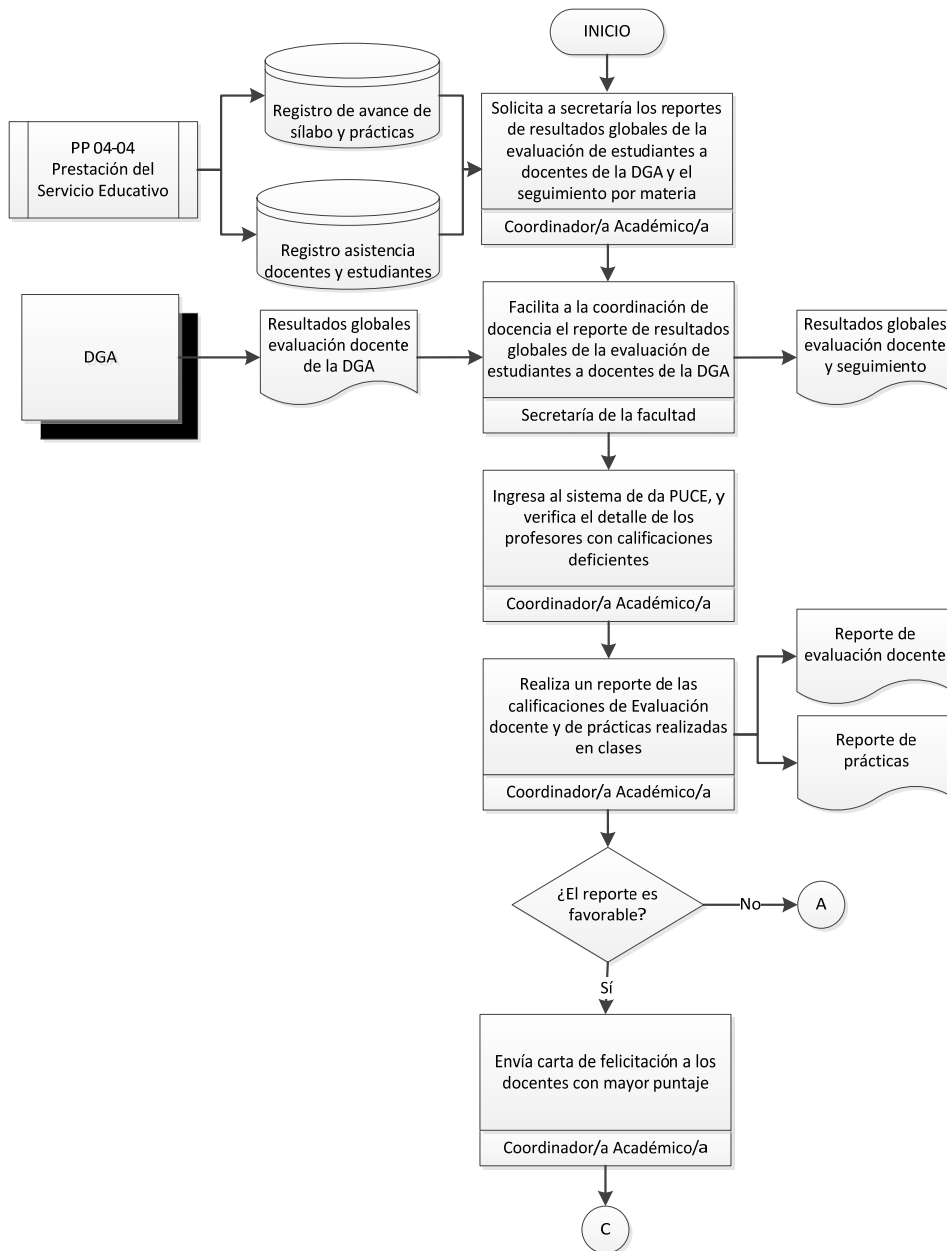 INICIO
Registro de avance de
sílabo y prácticas
Solicita a secretaría los reportes
de resultados globales de la
evaluación de estudiantes a
docentes de la DGA y el
seguimiento por materia
Coordinador/a Académico/a
PP 04-04
Prestación del
Servicio Educativo
Registro asistencia
docentes y estudiantes
DGA
Resultados globales
evaluación docente
de la DGA
Facilita a la coordinación de
docencia el reporte de resultados
globales de la evaluación de
estudiantes a docentes de la DGA
Secretaría de la facultad
Resultados globales
evaluación docente
y seguimiento
Ingresa al sistema de da PUCE, y
verifica el detalle de los
profesores con calificaciones
deficientes
Coordinador/a Académico/a
Realiza un reporte de las
calificaciones de Evaluación
docente y de prácticas realizadas
en clases
Coordinador/a Académico/a
Reporte de
evaluación docente
Reporte de
prácticas
¿El reporte es
favorable?
No
A
Sí
Envía carta de felicitación a los
docentes con mayor puntaje
Coordinador/a Académico/a
C